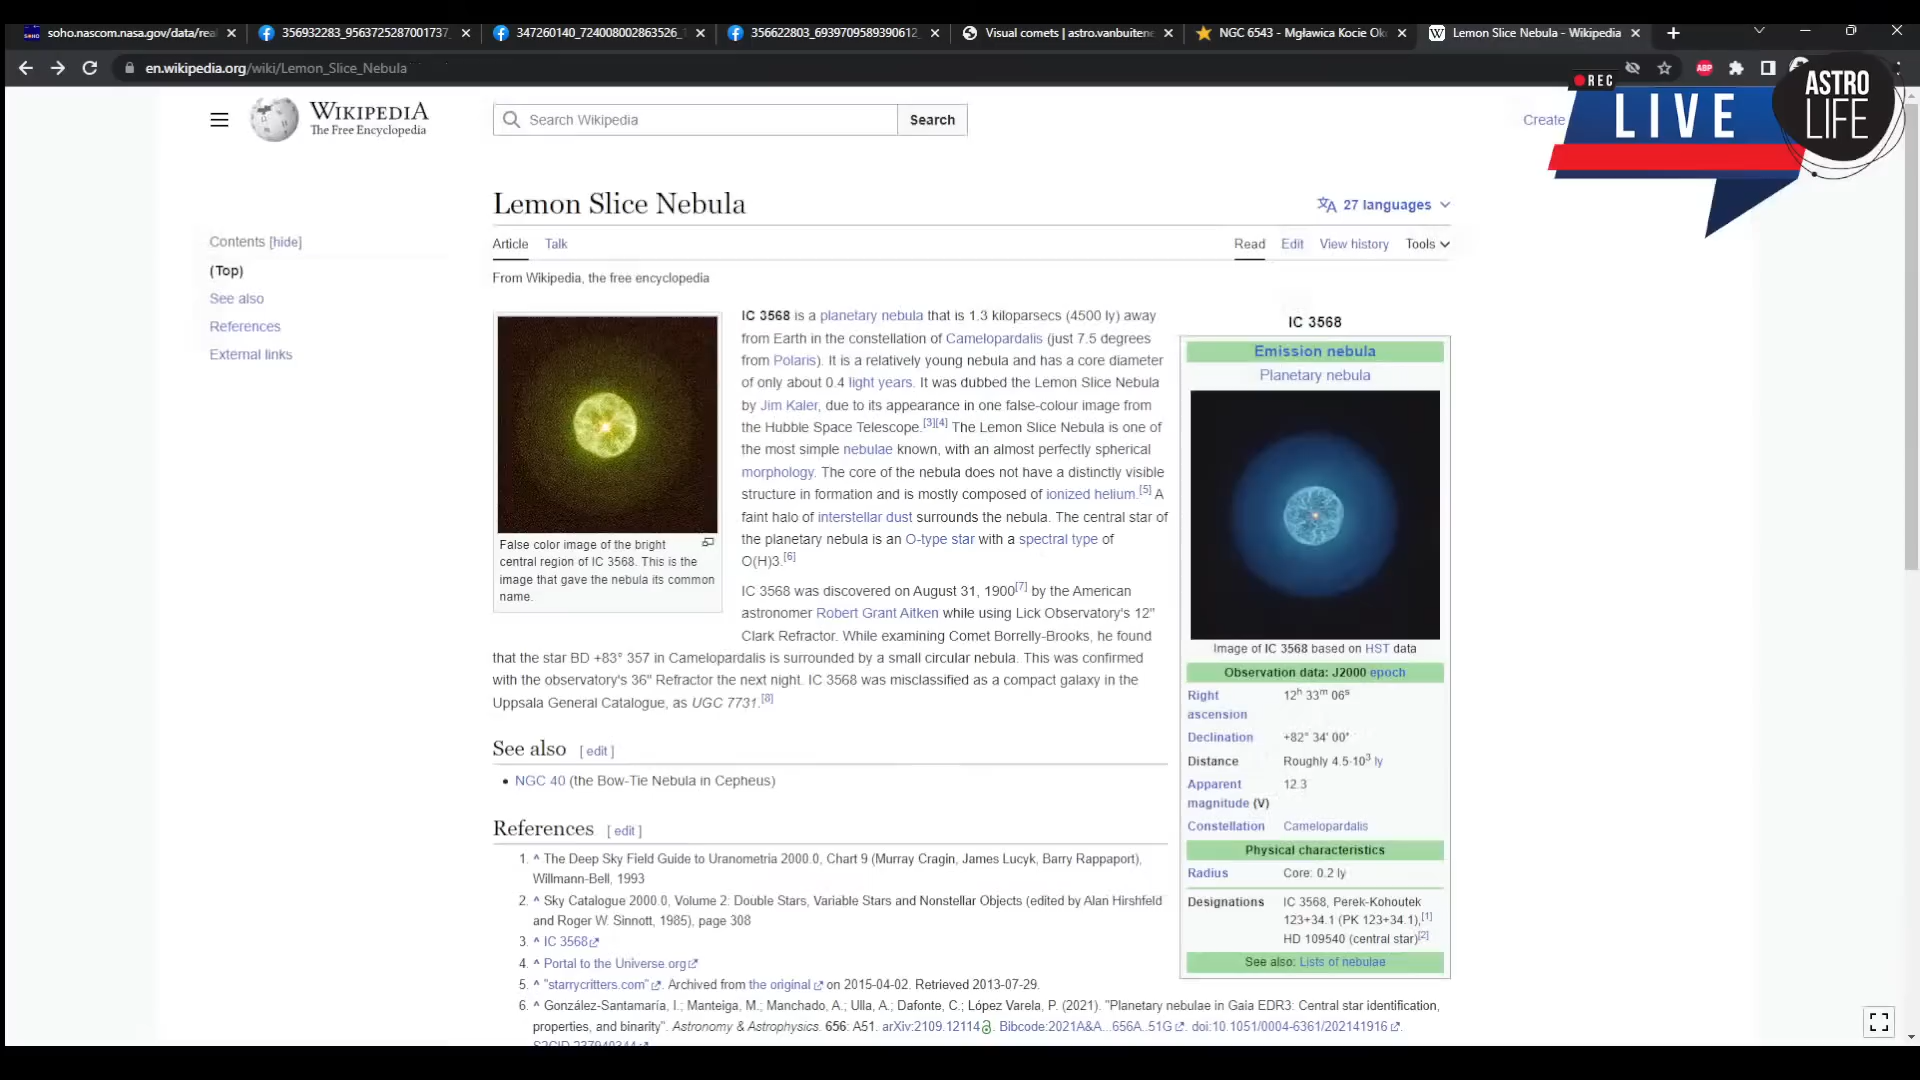 soho.nascom.nasa.gov/data/rea
356932283_9563725287001737_
347260140_724008002863526_
356622803_6939709589390612_
Visual comets | astro.vanbuitene
NGC 6543 - Mgławica Kocie Ok
Lemon Slice Nebula - Wikipedia
en.wikipedia.org/wiki/Lemon_Slice_Nebula
ABP
REC
LIVE
ASTRO
LIFE
WIKIPEDIA
The Free Encyclopedia
Search Wikipedia
Search
Create
Lemon Slice Nebula
27 languages
Article Talk
Read Edit View history Tools
From Wikipedia, the free encyclopedia
Contents [hide]
(Top)
See also
References
External links
False color image of the bright
central region of IC 3568. This is the
image that gave the nebula its common
name.
IC 3568 is a planetary nebula that is 1.3 kiloparsecs (4500 ly) away
from Earth in the constellation of Camelopardalis (just 7.5 degrees
from Polaris). It is a relatively young nebula and has a core diameter
of only about 0.4 light years. It was dubbed the Lemon Slice Nebula
by Jim Kaler, due to its appearance in one false-colour image from
the Hubble Space Telescope.[3][4] The Lemon Slice Nebula is one of
the most simple nebulae known, with an almost perfectly spherical
morphology. The core of the nebula does not have a distinctly visible
structure in formation and is mostly composed of ionized helium.[5] A
faint halo of interstellar dust surrounds the nebula. The central star of
the planetary nebula is an O-type star with a spectral type of
O(H)3.[6]
IC 3568 was discovered on August 31, 1900[7] by the American
astronomer Robert Grant Aitken while using Lick Observatory's 12"
Clark Refractor. While examining Comet Borrelly-Brooks, he found
that the star BD +83° 357 in Camelopardalis is surrounded by a small circular nebula. This was confirmed
with the observatory's 36" Refractor the next night. IC 3568 was misclassified as a compact galaxy in the
Uppsala General Catalogue, as UGC 7731.[8]
See also [ edit ]
• NGC 40 (the Bow-Tie Nebula in Cepheus)
References [ edit ]
1. ^ The Deep Sky Field Guide to Uranometria 2000.0, Chart 9 (Murray Cragin, James Lucyk, Barry Rappaport),
Willmann-Bell, 1993
2. ^ Sky Catalogue 2000.0, Volume 2: Double Stars, Variable Stars and Nonstellar Objects (edited by Alan Hirshfeld
and Roger W. Sinnott, 1985), page 308
3. ^ IC 3568
4. ^ Portal to the Universe.org
5. ^ "starrycritters.com". Archived from the original on 2015-04-02. Retrieved 2013-07-29.
6. ^ González-Santamaría, I.; Manteiga, M.; Manchado, A.; Ulla, A.; Dafonte, C.; López Varela, P. (2021). "Planetary nebulae in Gaia EDR3: Central star identification,
properties, and binarity". Astronomy & Astrophysics. 656: A51. arXiv:2109.12114. Bibcode:2021A&A...656A..51G. doi:10.1051/0004-6361/202141916.
IC 3568
Emission nebula
Planetary nebula
Image of IC 3568 based on HST data
Observation data: J2000 epoch
Right ascension 12h 33m 06s
Declination +82° 34′ 00″
Distance Roughly 4.5·10³ ly
Apparent magnitude (V) 12.3
Constellation Camelopardalis
Physical characteristics
Radius Core: 0.2 ly
Designations IC 3568, Perek-Kohoutek
123+34.1 (PK 123+34.1),[1]
HD 109540 (central star)[2]
See also: Lists of nebulae